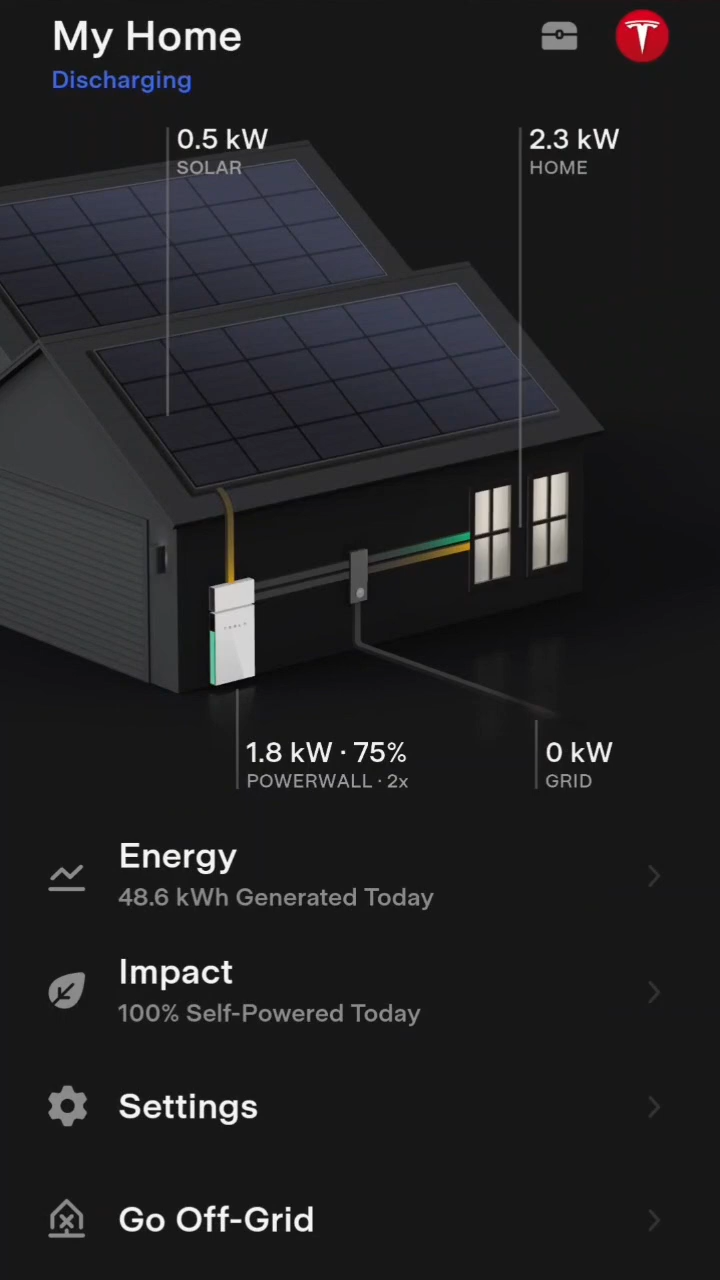 My Home
Discharging
0.5 kW
SOLAR
2.3 kW
HOME
TESLA
1.8 kW · 75%
POWERWALL · 2x
0 kW
GRID
Energy
48.6 kWh Generated Today
Impact
100% Self-Powered Today
Settings
Go Off-Grid